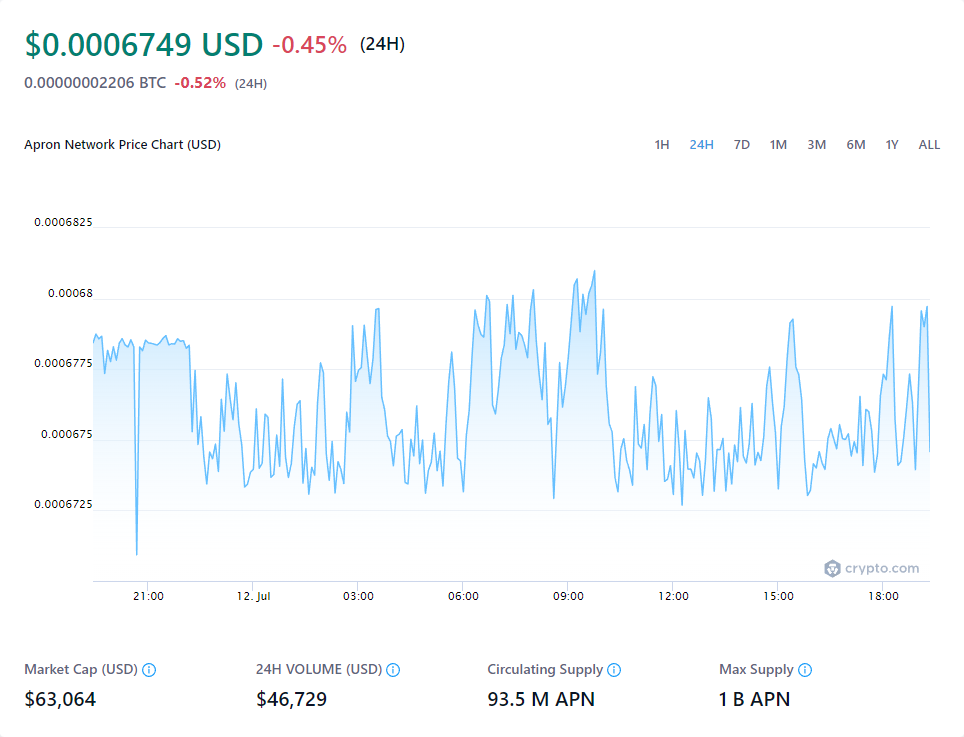 $0.0006749 USD -0.45% (24H)
0.00000002206 BTC -0.52% (24H)
Apron Network Price Chart (USD) 1H 24H 7D 1M 3M 6M 1Y ALL
0.0006825
0.00068
0.0006775
0.000675
0.0006725
crypto.com
21:00 12. Jul 03:00 06:00 09:00 12:00 15:00 18:00
Market Cap (USD) 24H VOLUME (USD) Circulating Supply Max Supply
$63,064 $46,729 93.5 M APN 1 B APN